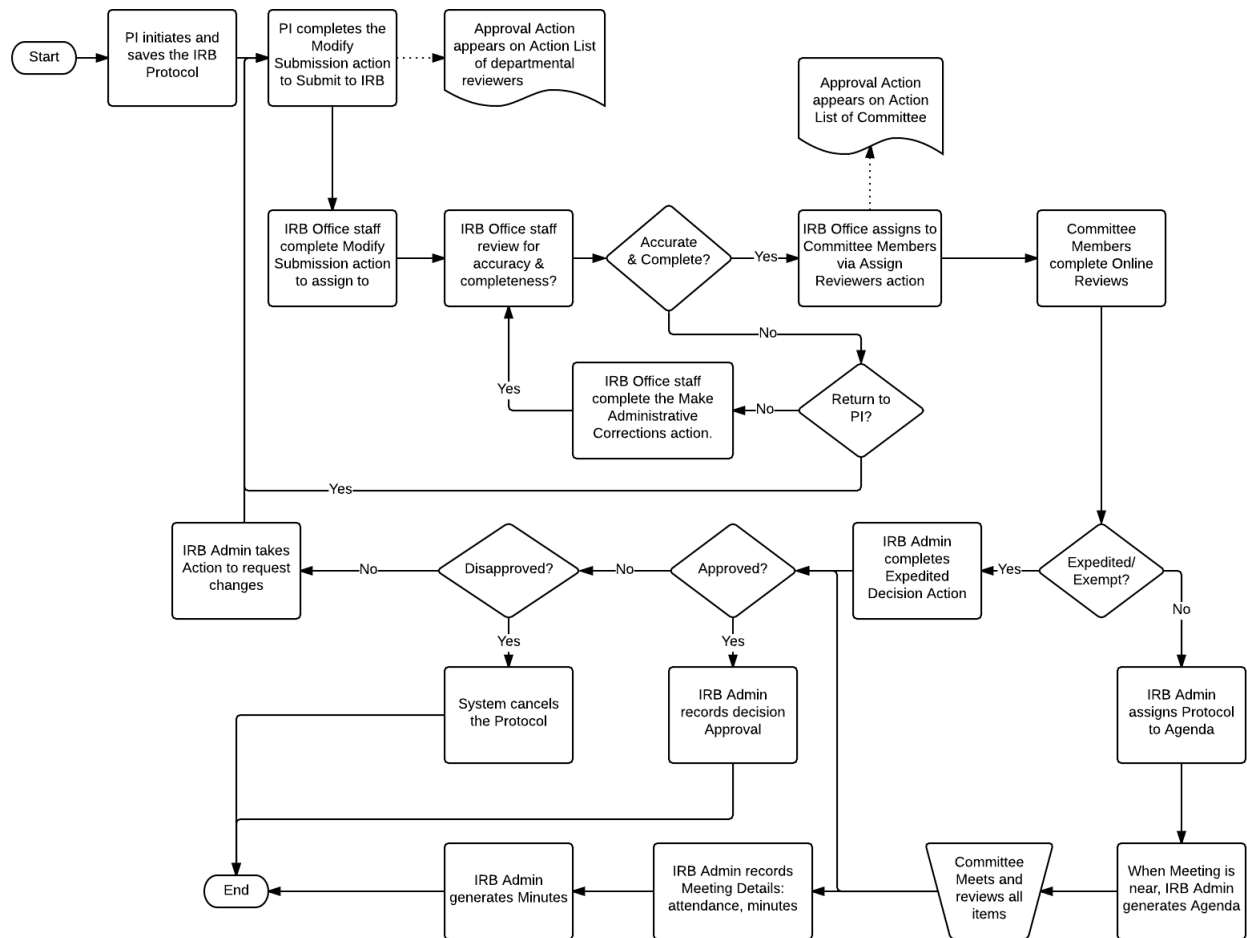 Start
PI initiates and
saves the IRB
Protocol
PI completes the
Modify
Submission action
to Submit to IRB
Approval Action
appears on Action List
of departmental
reviewers
Approval Action
appears on Action
List of Committee
IRB Office staff
complete Modify
Submission action
to assign to
IRB Office staff
review for
accuracy &
completeness?
Accurate
& Complete?
Yes
IRB Office assigns to
Committee Members
via Assign
Reviewers action
Committee
Members
complete Online
Reviews
No
Yes
IRB Office staff
complete the Make
Administrative
Corrections action.
No
Return to
PI?
Yes
IRB Admin takes
Action to request
changes
No
Disapproved?
No
Approved?
IRB Admin
completes
Expedited
Decision Action
Yes
Expedited/
Exempt?
No
Yes
Yes
System cancels
the Protocol
IRB Admin
records decision
Approval
IRB Admin
assigns Protocol
to Agenda
End
IRB Admin
generates Minutes
IRB Admin records
Meeting Details:
attendance, minutes
Committee
Meets and
reviews all
items
When Meeting is
near, IRB Admin
generates Agenda